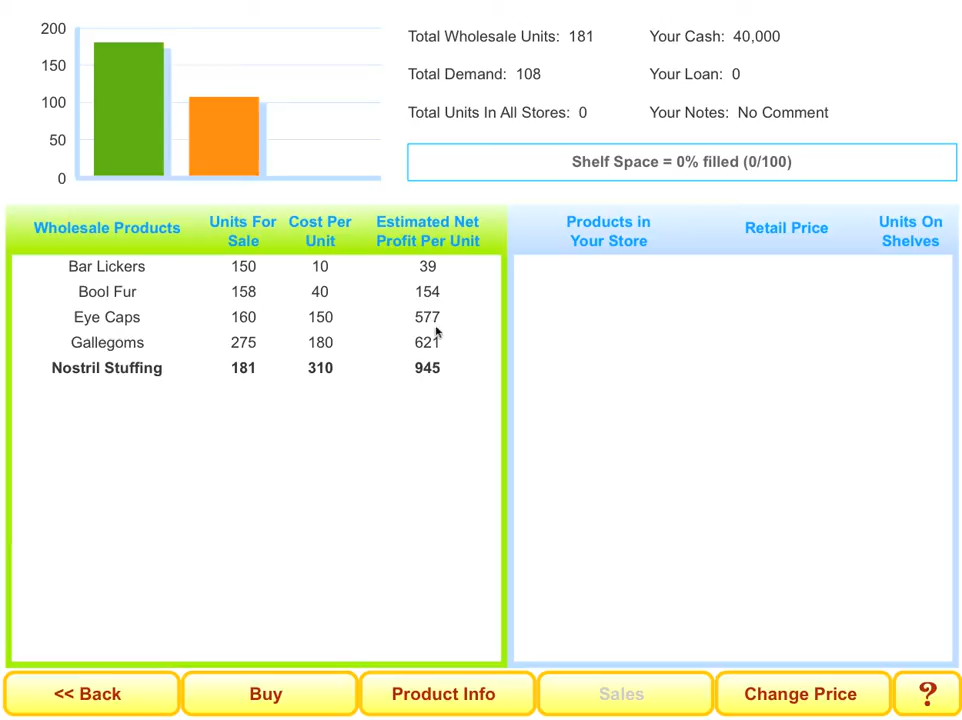 200
150
100
50
0
Total Wholesale Units: 181
Total Demand: 108
Total Units In All Stores: 0
Your Cash: 40,000
Your Loan: 0
Your Notes: No Comment
Shelf Space = 0% filled (0/100)
Wholesale Products
Units For
Sale
Cost Per
Unit
Estimated Net
Profit Per Unit
Bar Lickers 150 10 39
Bool Fur 158 40 154
Eye Caps 160 150 577
Gallegoms 275 180 621
Nostril Stuffing 181 310 945
Products in
Your Store
Retail Price
Units On
Shelves
<< Back
Buy
Product Info
Sales
Change Price
?